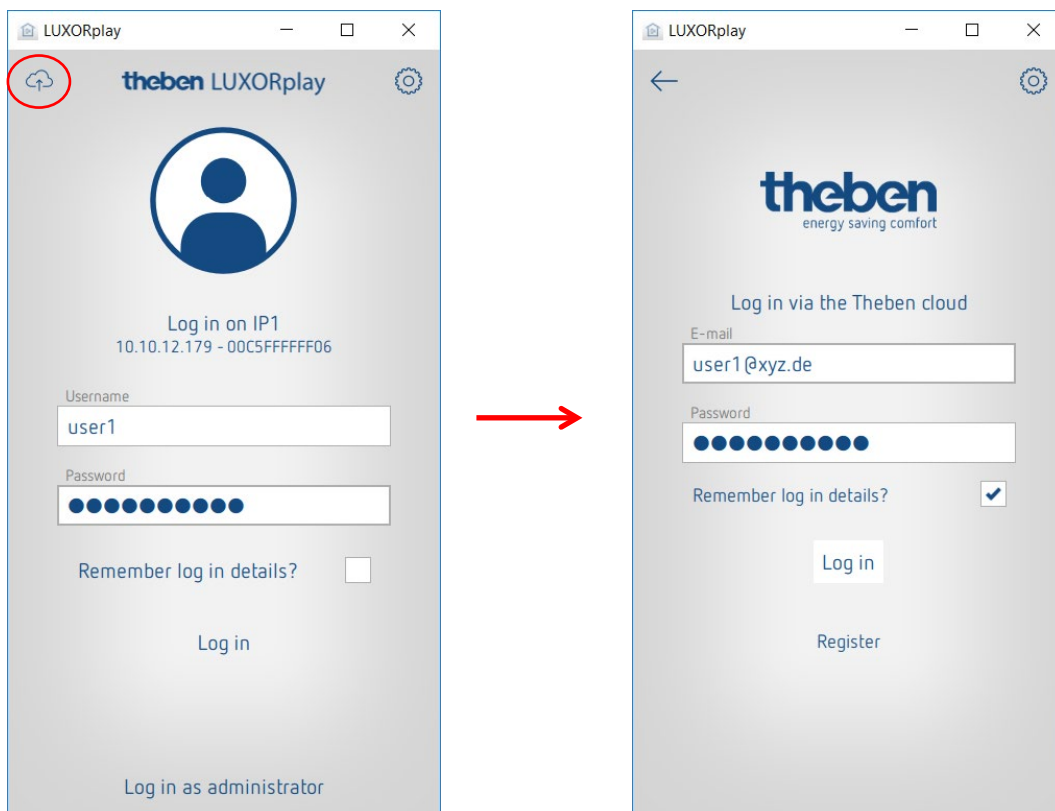 LUXORplay
theben LUXORplay
Log in on IP1
10.10.12.179 - 00C5FFFFFF06
Username
user1
Password
Remember log in details?
Log in
Log in as administrator
LUXORplay
theben
energy saving comfort
Log in via the Theben cloud
E-mail
user1@xyz.de
Password
Remember log in details?
Log in
Register